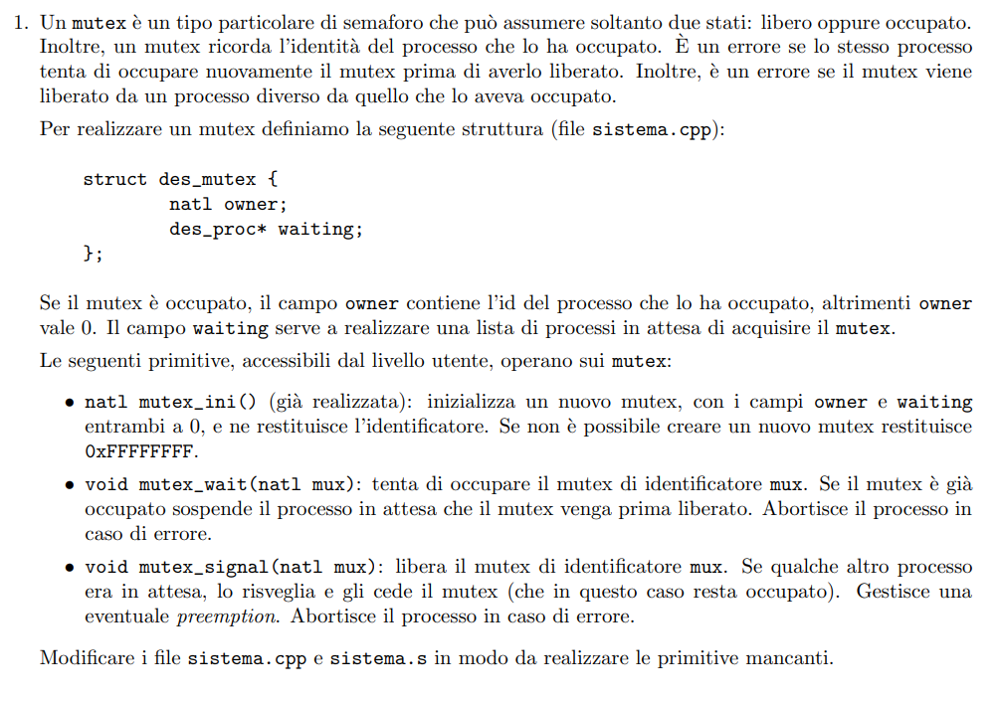 1. Un mutex è un tipo particolare di semaforo che può assumere soltanto due stati: libero oppure occupato.
Inoltre, un mutex ricorda l'identità del processo che lo ha occupato. È un errore se lo stesso processo
tenta di occupare nuovamente il mutex prima di averlo liberato. Inoltre, è un errore se il mutex viene
liberato da un processo diverso da quello che lo aveva occupato.
Per realizzare un mutex definiamo la seguente struttura (file sistema.cpp):
struct des_mutex {
natl owner;
des_proc* waiting;
};
Se il mutex è occupato, il campo owner contiene l'id del processo che lo ha occupato, altrimenti owner
vale 0. Il campo waiting serve a realizzare una lista di processi in attesa di acquisire il mutex.
Le seguenti primitive, accessibili dal livello utente, operano sui mutex:
• natl mutex_ini() (già realizzata): inizializza un nuovo mutex, con i campi owner e waiting
entrambi a 0, e ne restituisce l'identificatore. Se non è possibile creare un nuovo mutex restituisce
0xFFFFFFFF.
• void mutex_wait(natl mux): tenta di occupare il mutex di identificatore mux. Se il mutex è già
occupato sospende il processo in attesa che il mutex venga prima liberato. Abortisce il processo in
caso di errore.
• void mutex_signal(natl mux): libera il mutex di identificatore mux. Se qualche altro processo
era in attesa, lo risveglia e gli cede il mutex (che in questo caso resta occupato). Gestisce una
eventuale preemption. Abortisce il processo in caso di errore.
Modificare i file sistema.cpp e sistema.s in modo da realizzare le primitive mancanti.